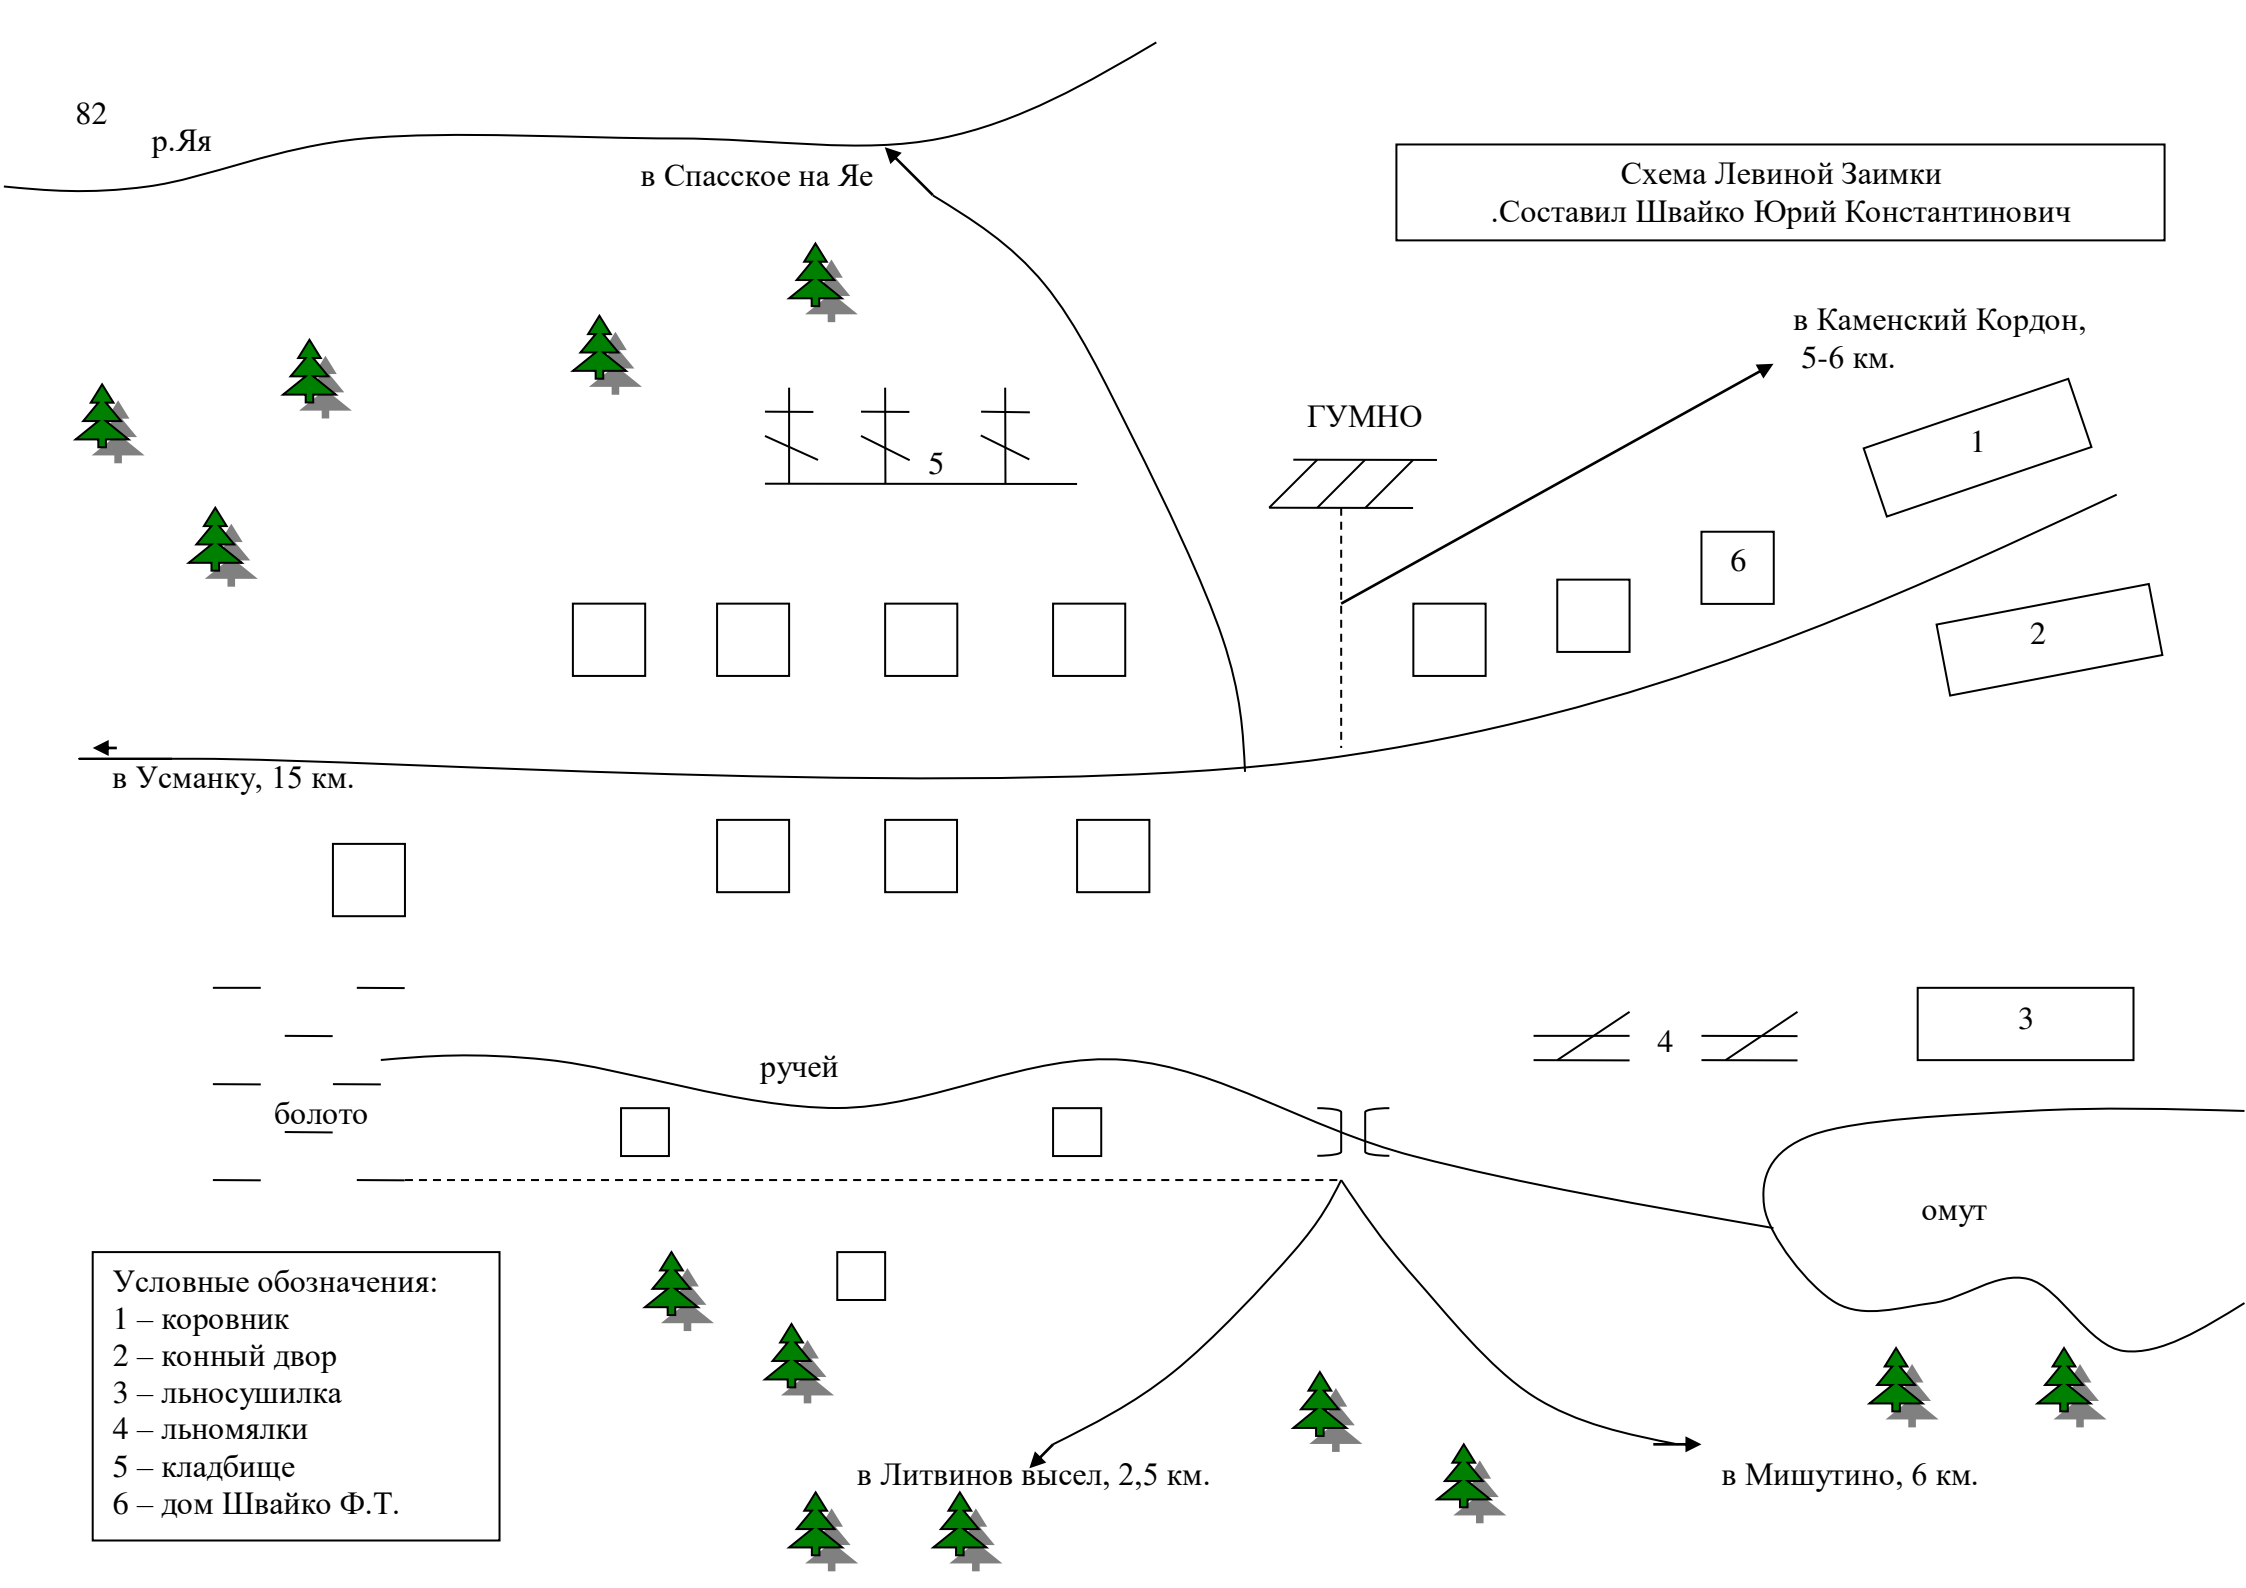 82
р.Яя
в Спасское на Яе
Схема Левиной Заимки
.Составил Швайко Юрий Константинович
в Каменский Кордон,
5-6 км.
ГУМНО
1
5
6
2
в Усманку, 15 км.
3
4
ручей
болото
омут
Условные обозначения:
1 – коровник
2 – конный двор
3 – льносушилка
4 – льномялки
5 – кладбище
6 – дом Швайко Ф.Т.
в Литвинов высел, 2,5 км.
в Мишутино, 6 км.